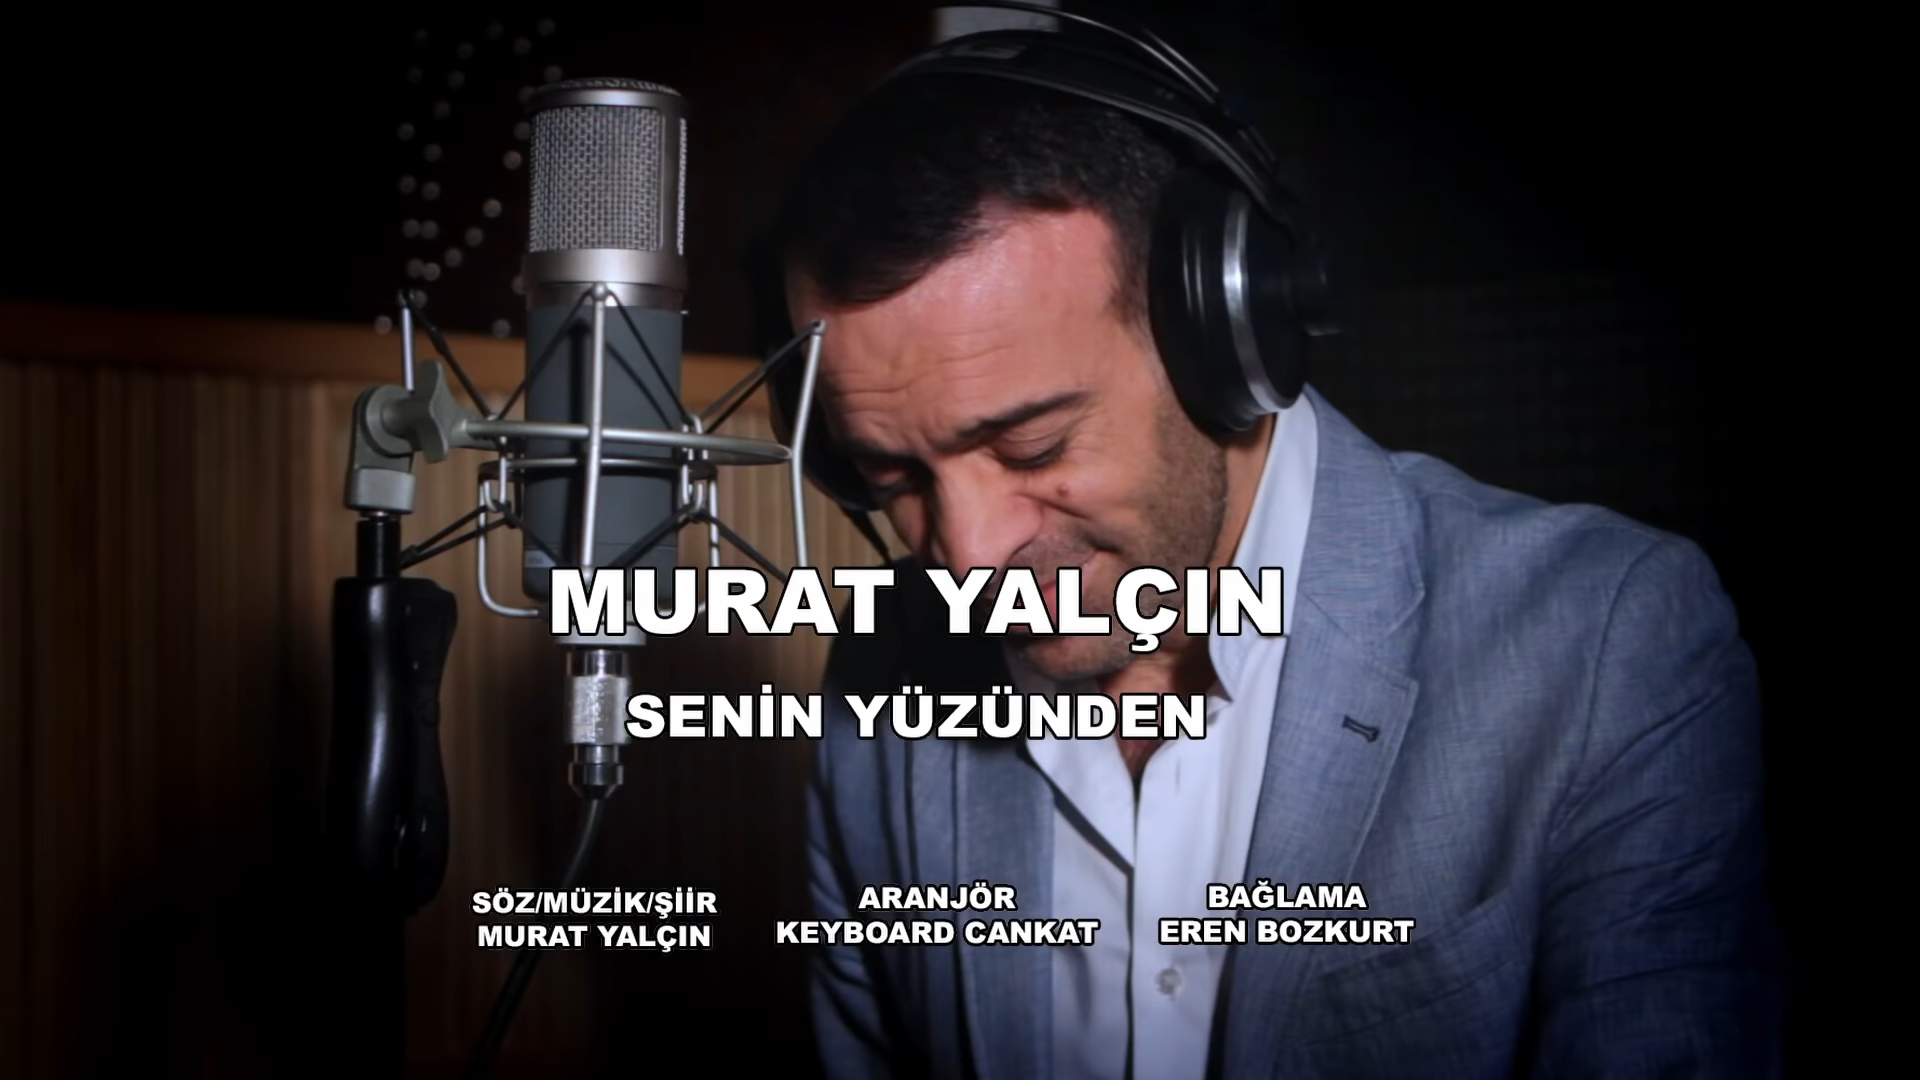 MURAT YALÇIN
SENİN YÜZÜNDEN
SÖZ/MÜZİK/ŞİİR
MURAT YALÇIN
ARANJÖR
KEYBOARD CANKAT
BAĞLAMA
EREN BOZKURT